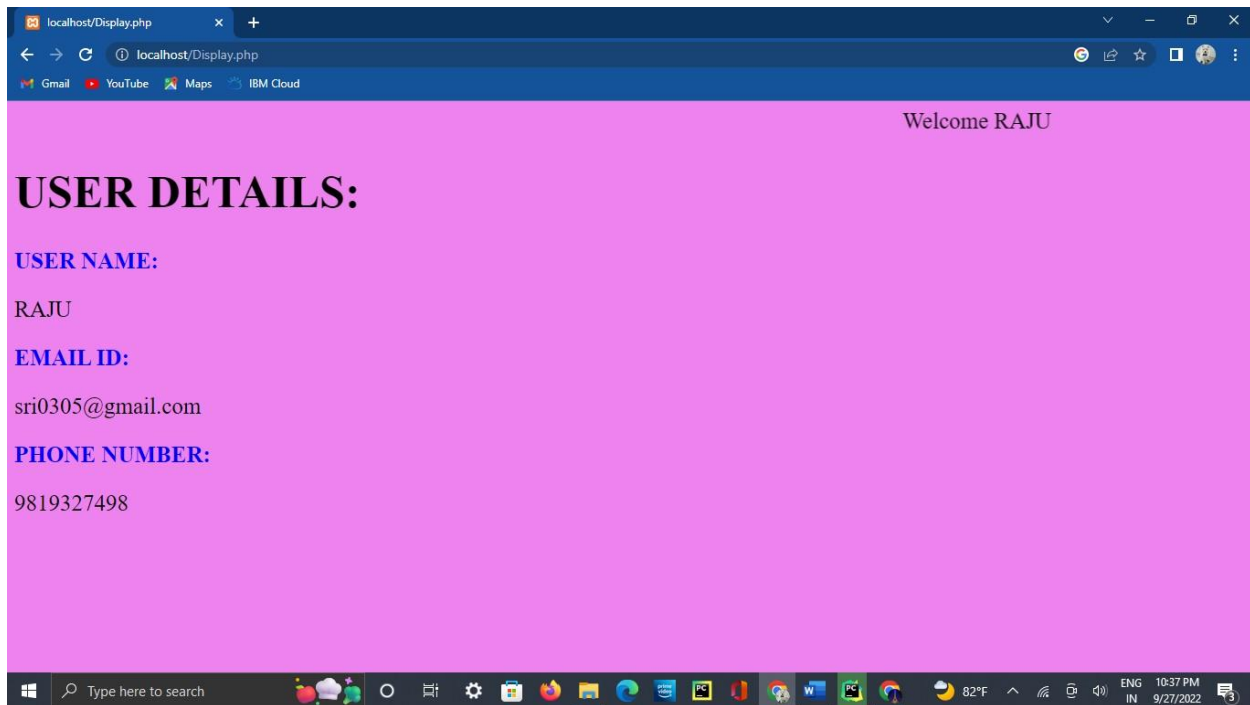 localhost/Display.php
localhost/Display.php
Gmail YouTube Maps IBM Cloud
Welcome RAJU
USER DETAILS:
USER NAME:
RAJU
EMAIL ID:
sri0305@gmail.com
PHONE NUMBER:
9819327498
Type here to search
82°F
ENG 10:37 PM
IN 9/27/2022